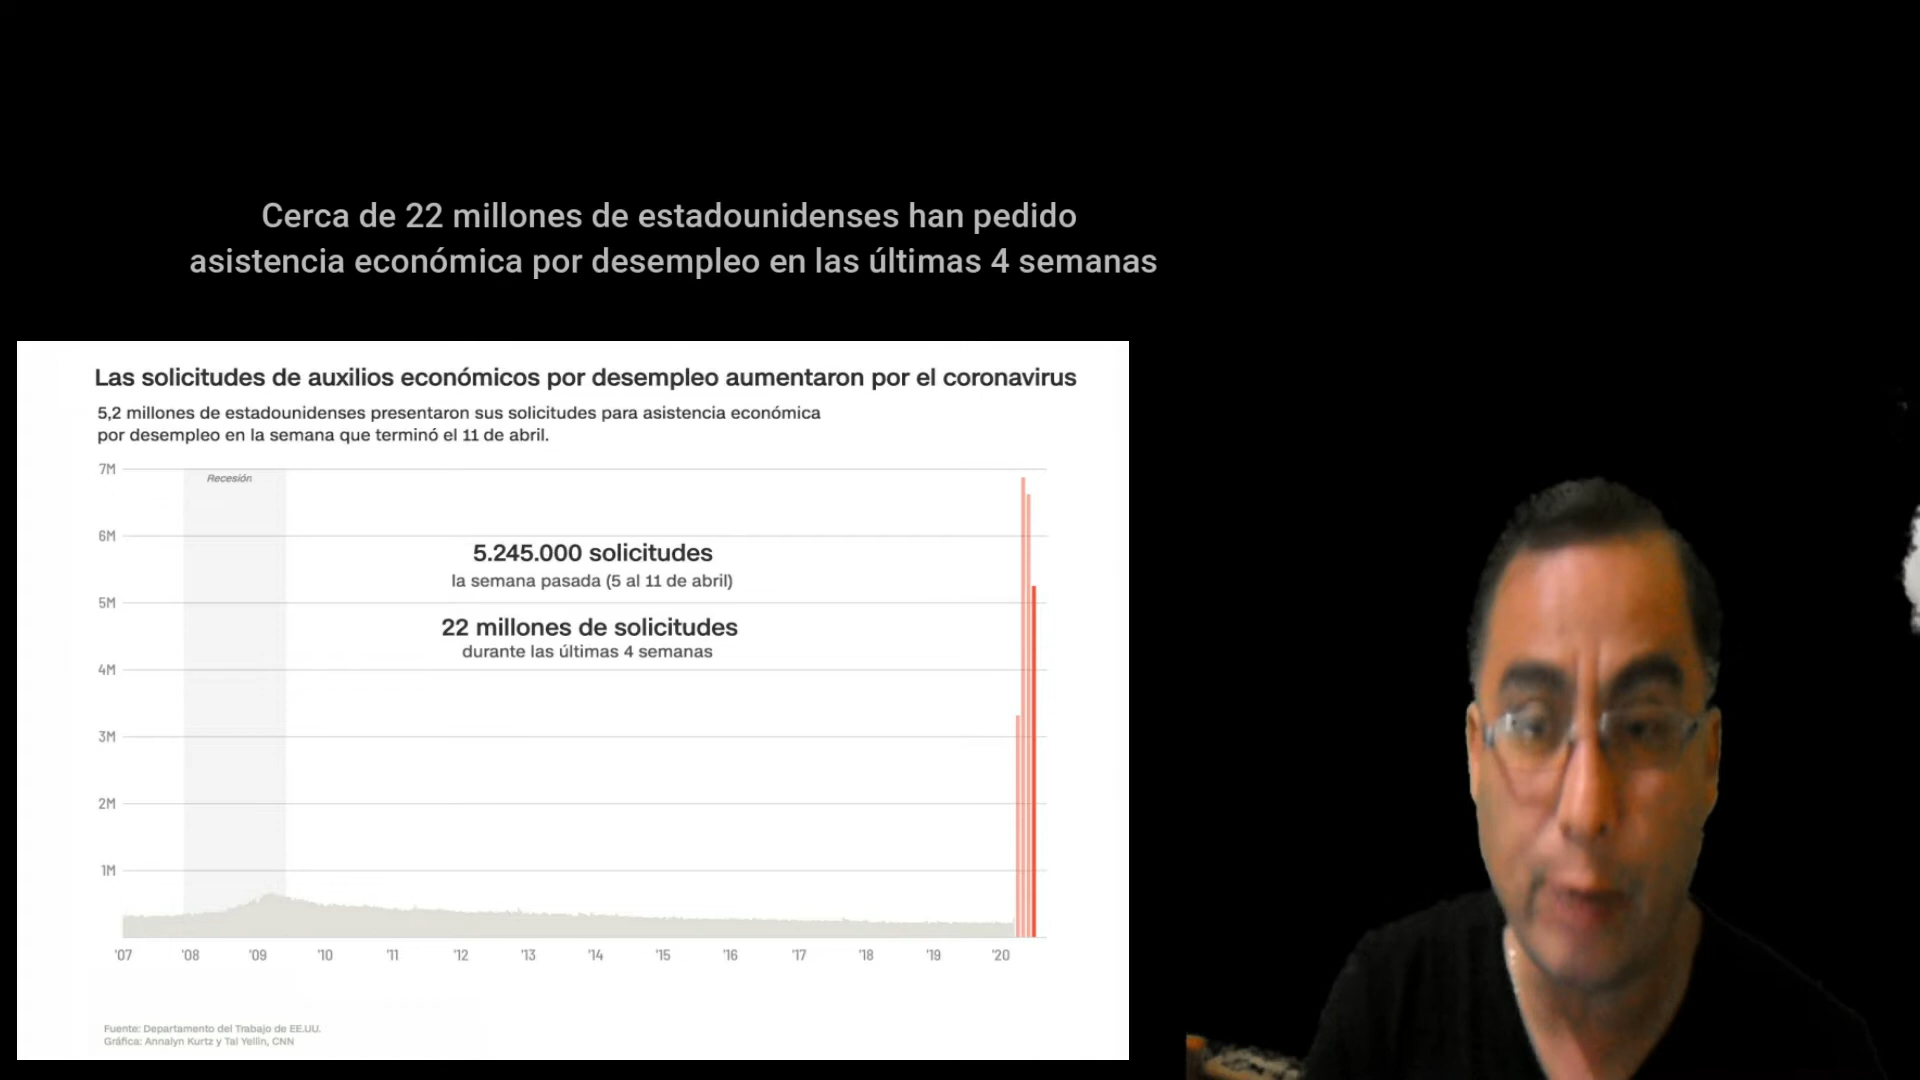 Cerca de 22 millones de estadounidenses han pedido
asistencia económica por desempleo en las últimas 4 semanas
Las solicitudes de auxilios económicos por desempleo aumentaron por el coronavirus
5,2 millones de estadounidenses presentaron sus solicitudes para asistencia económica
por desempleo en la semana que terminó el 11 de abril.
7M
Recesión
6M
5.245.000 solicitudes
la semana pasada (5 al 11 de abril)
5M
22 millones de solicitudes
durante las últimas 4 semanas
4M
3M
2M
1M
'07 '08 '09 '10 '11 '12 '13 '14 '15 '16 '17 '18 '19 '20
Fuente: Departamento del Trabajo de EE.UU.
Gráfica: Annalyn Kurtz y Tal Yellin, CNN